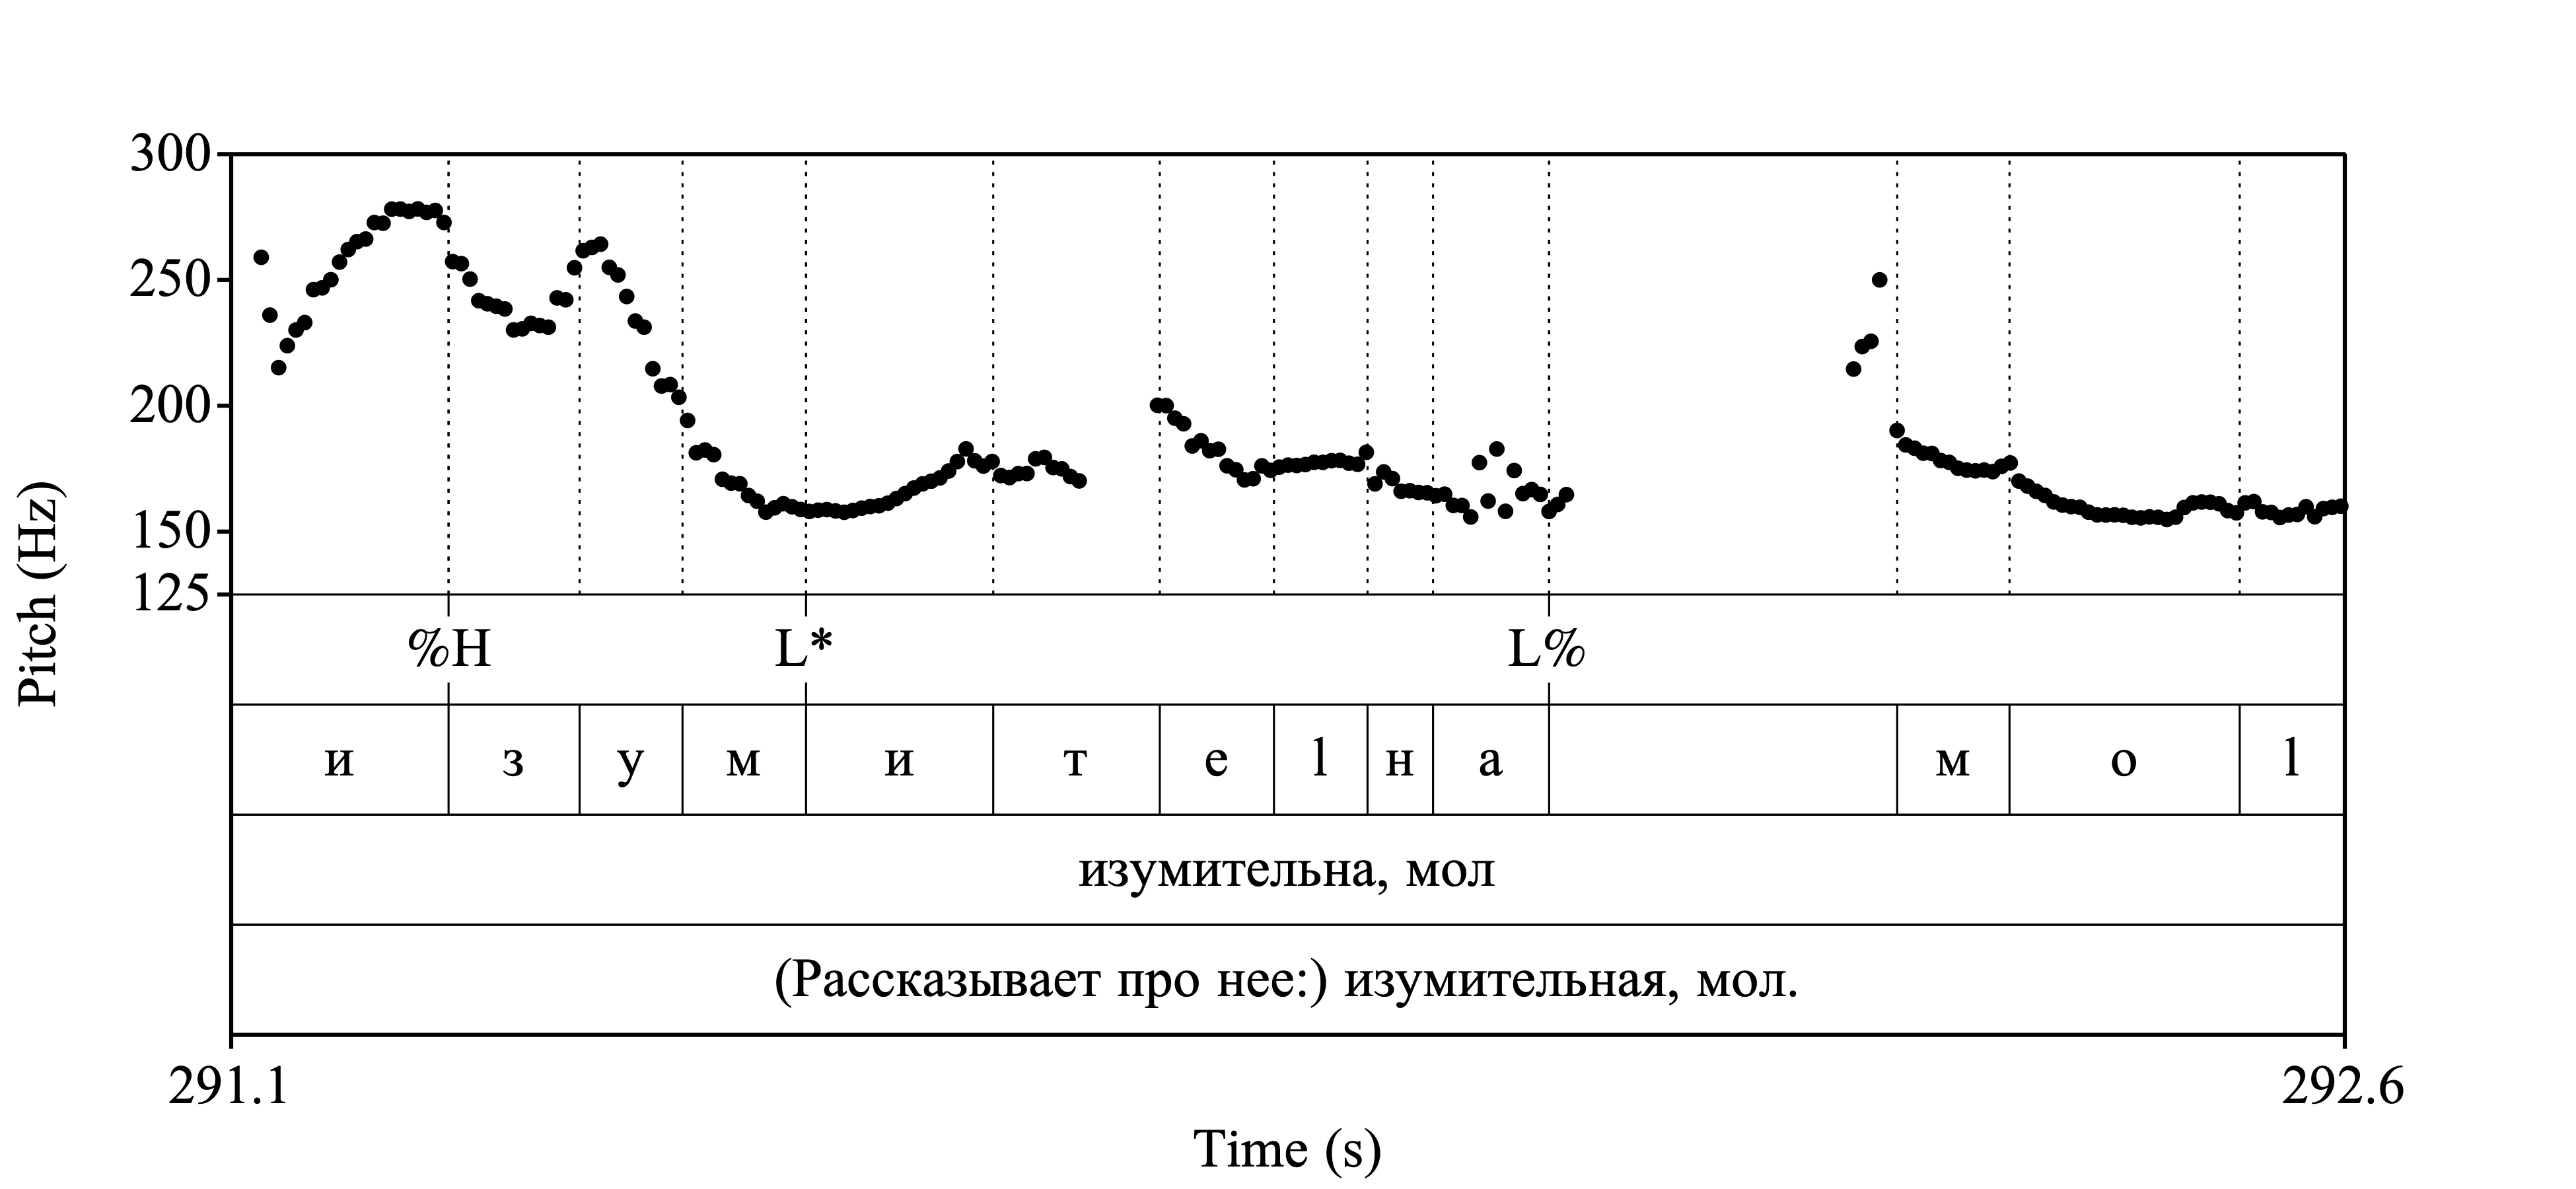 300
250
200
150
125
Pitch (Hz)
%H L* L%
и з у м и т е l н а м о l
изумительна, мол
(Рассказывает про нее:) изумительная, мол.
291.1 292.6
Time (s)